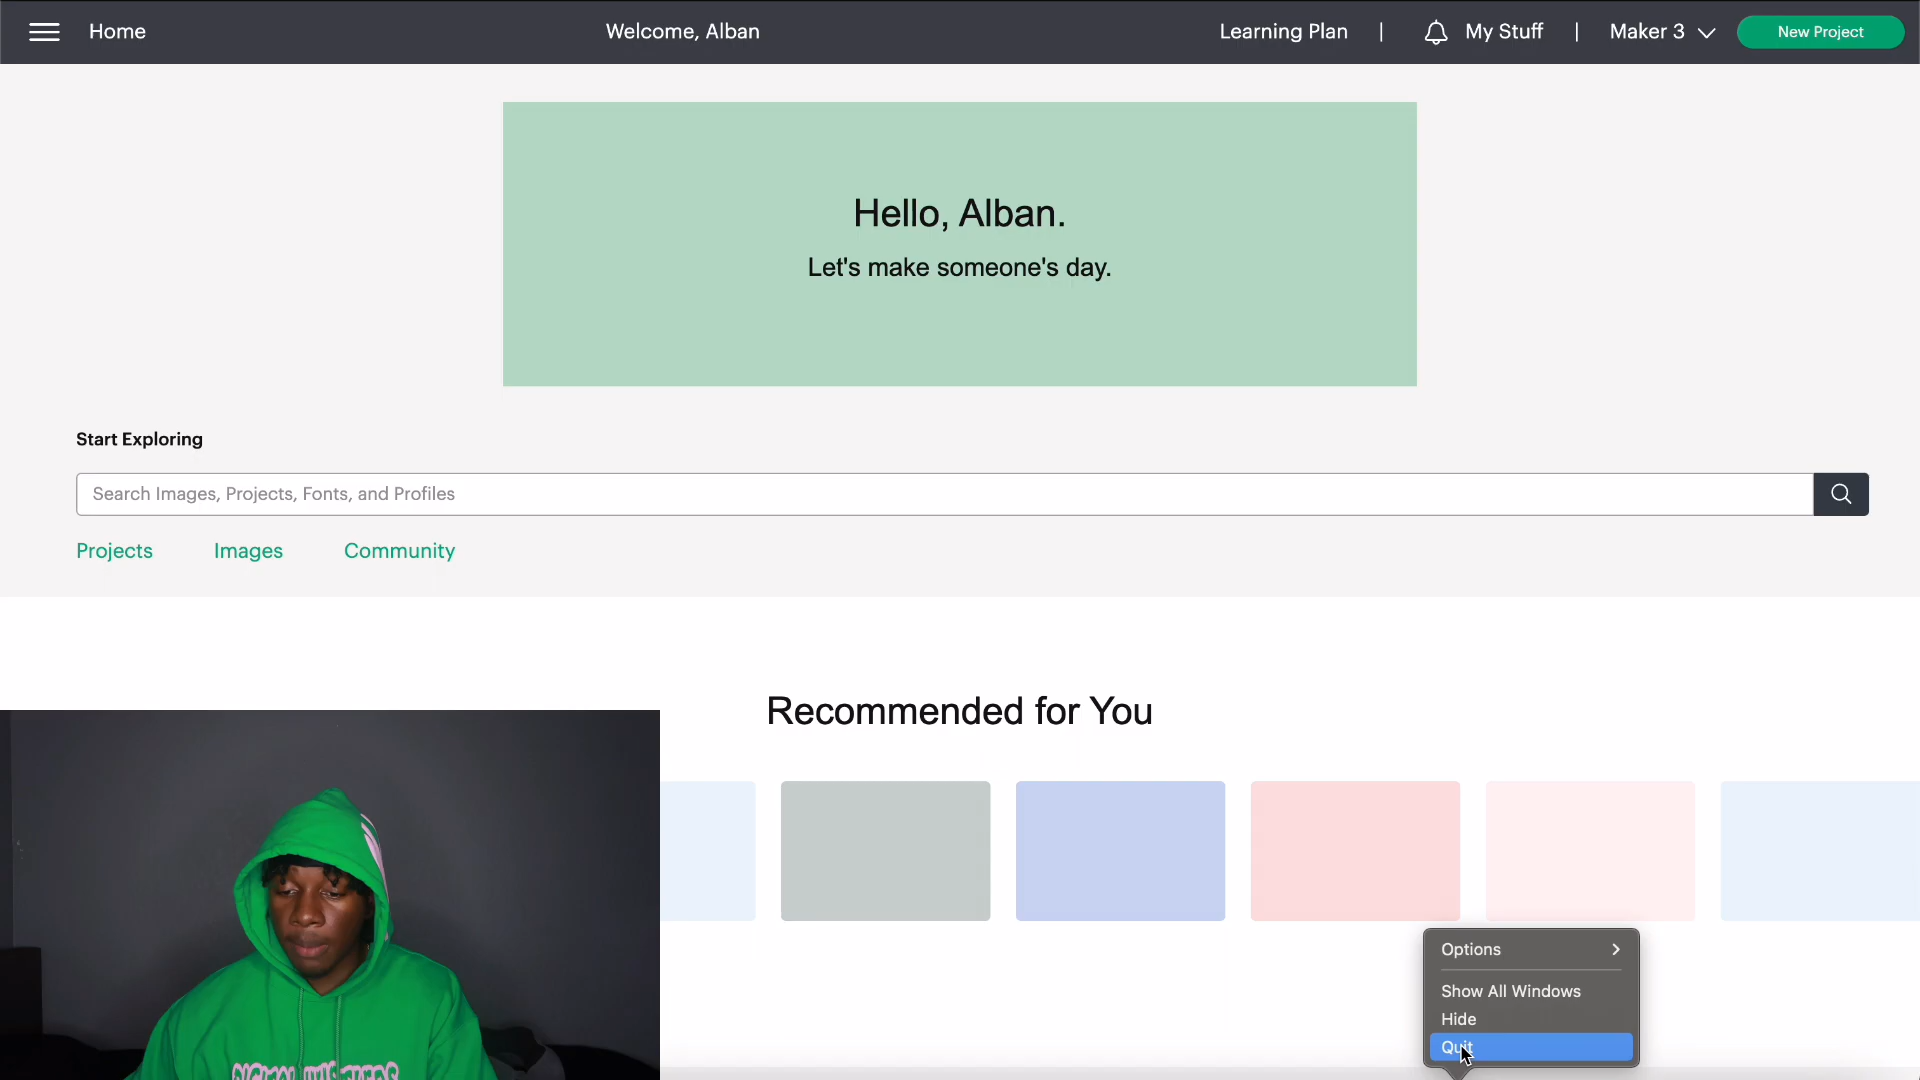 Home
Welcome, Alban
Learning Plan
|
My Stuff
|
Maker 3
New Project
Hello, Alban.
Let's make someone's day.
Start Exploring
Search Images, Projects, Fonts, and Profiles
Projects
Images
Community
Recommended for You
Options
Show All Windows
Hide
Quit